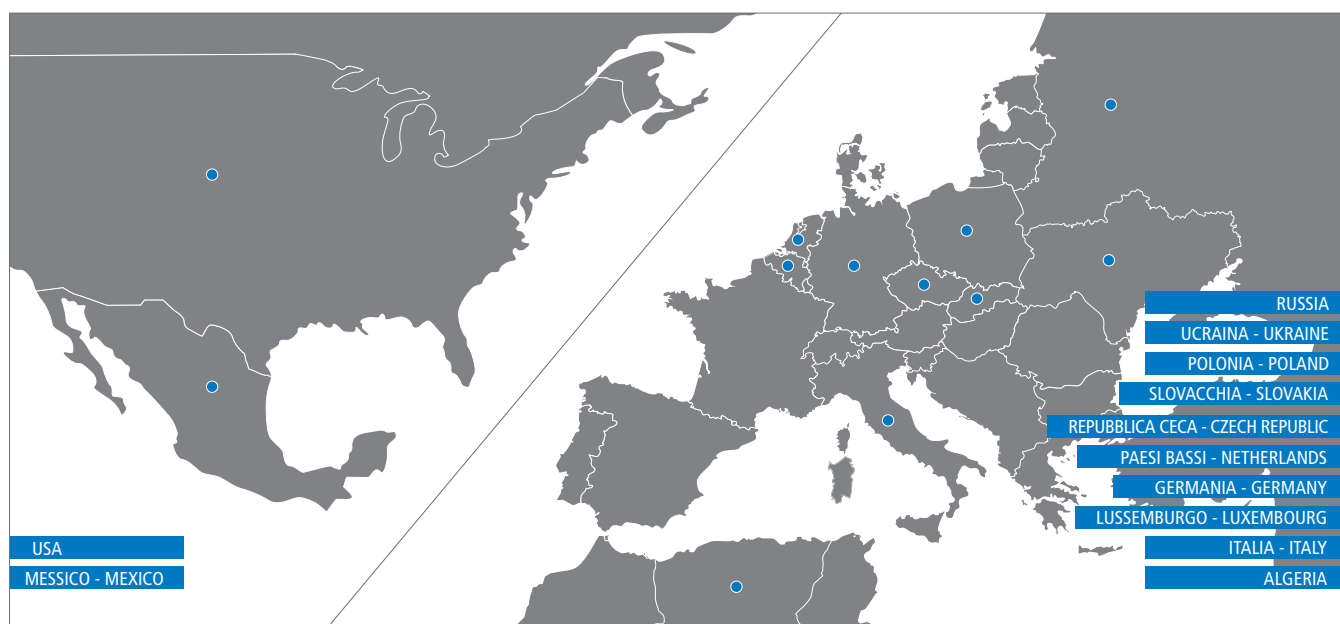 USA
MESSICO - MEXICO
RUSSIA
UCRAINA - UKRAINE
POLONIA - POLAND
SLOVACCHIA - SLOVAKIA
REPUBBLICA CECA - CZECH REPUBLIC
PAESI BASSI - NETHERLANDS
GERMANIA - GERMANY
LUSSEMBURGO - LUXEMBOURG
ITALIA - ITALY
ALGERIA